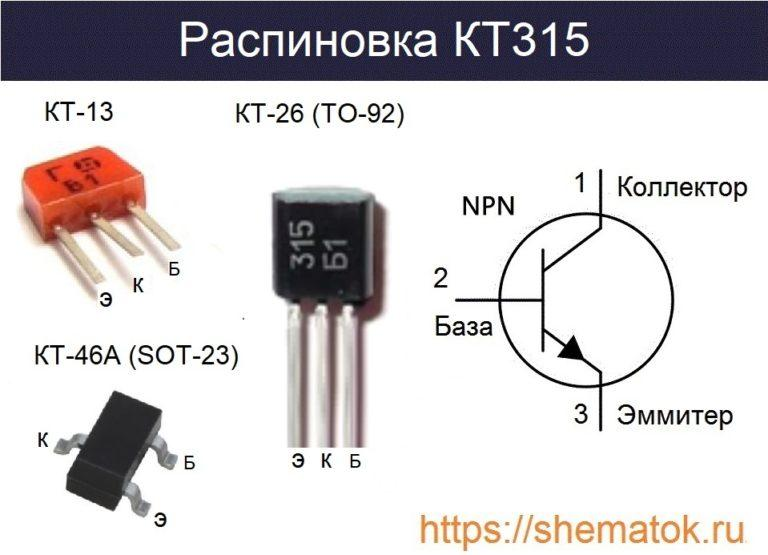 Распиновка КТ315
КТ-13
КТ-26 (ТО-92)
Г
Б1
Э К Б
315
Б1
Э К Б
КТ-46А (SOT-23)
К
Б
Э
NPN
1 Коллектор
2
База
3 Эммитер
https://shematok.ru